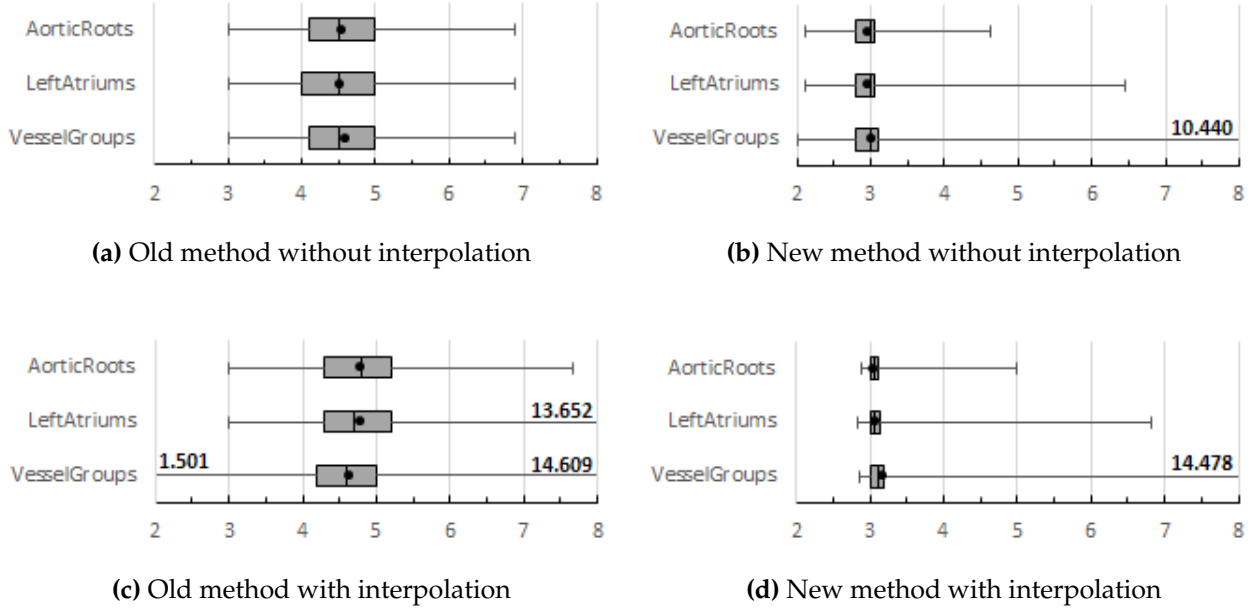 AorticRoots
LeftAtriums
VesselGroups
2 3 4 5 6 7 8
(a) Old method without interpolation
AorticRoots
LeftAtriums
10.440
VesselGroups
2 3 4 5 6 7 8
(b) New method without interpolation
AorticRoots
LeftAtriums
13.652
1.501
14.609
VesselGroups
2 3 4 5 6 7 8
(c) Old method with interpolation
AorticRoots
LeftAtriums
14.478
VesselGroups
2 3 4 5 6 7 8
(d) New method with interpolation